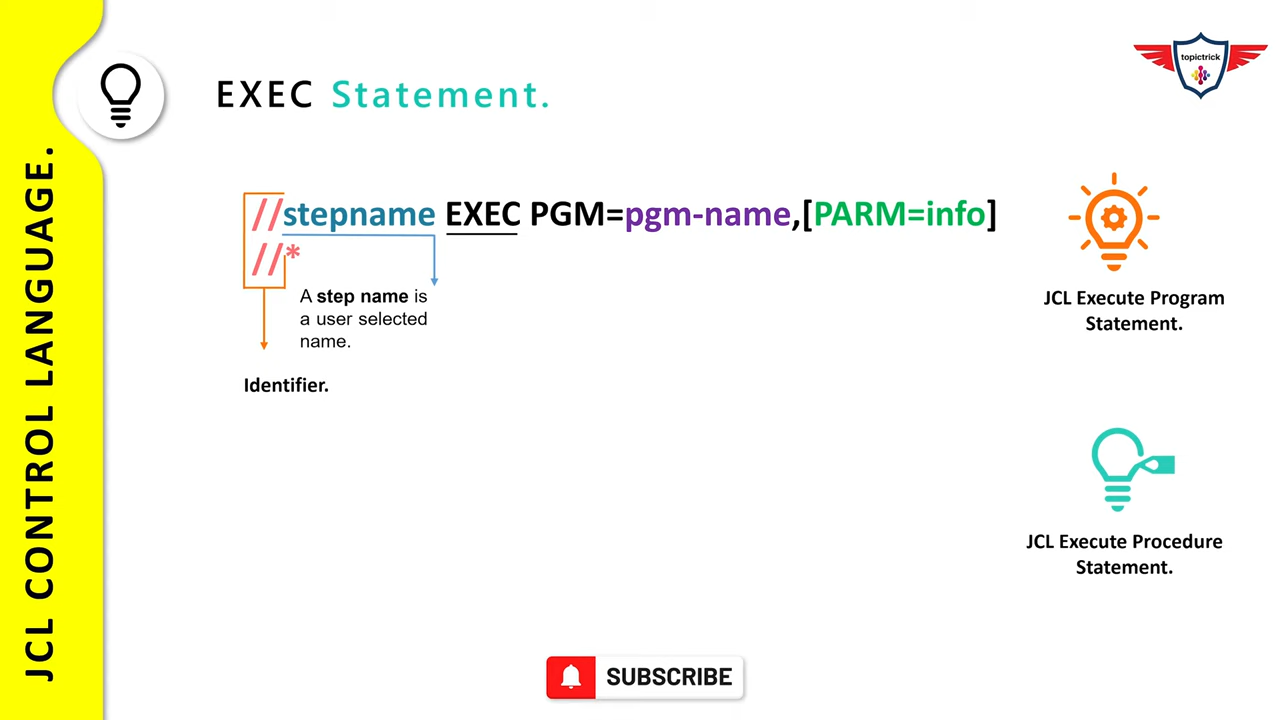 JCL CONTROL LANGUAGE.
EXEC Statement.
topictrick
//stepname EXEC PGM=pgm-name,[PARM=info]
//*
A step name is
a user selected
name.
Identifier.
JCL Execute Program
Statement.
JCL Execute Procedure
Statement.
SUBSCRIBE